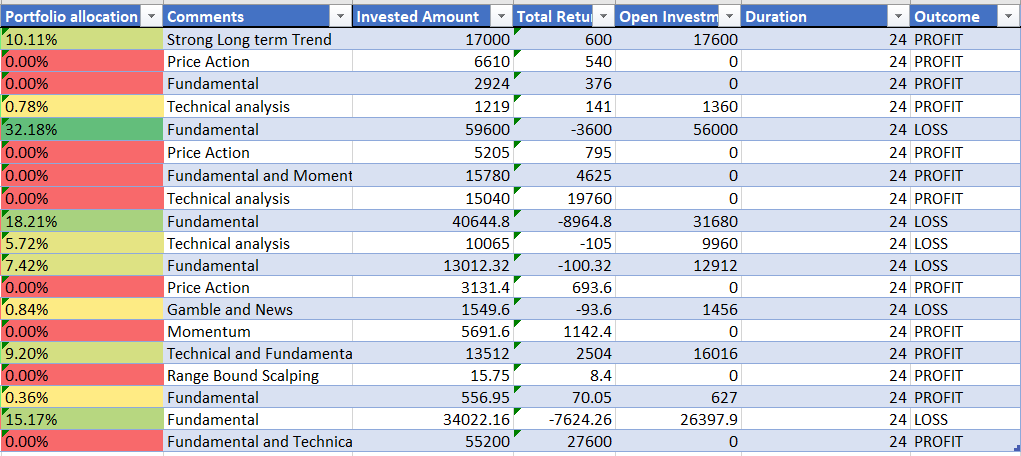 Portfolio allocation Comments Invested Amount Total Retu Open Investm Duration Outcome
10.11% Strong Long term Trend 17000 600 17600 24 PROFIT
0.00% Price Action 6610 540 0 24 PROFIT
0.00% Fundamental 2924 376 0 24 PROFIT
0.78% Technical analysis 1219 141 1360 24 PROFIT
32.18% Fundamental 59600 -3600 56000 24 LOSS
0.00% Price Action 5205 795 0 24 PROFIT
0.00% Fundamental and Moment 15780 4625 0 24 PROFIT
0.00% Technical analysis 15040 19760 0 24 PROFIT
18.21% Fundamental 40644.8 -8964.8 31680 24 LOSS
5.72% Technical analysis 10065 -105 9960 24 LOSS
7.42% Fundamental 13012.32 -100.32 12912 24 LOSS
0.00% Price Action 3131.4 693.6 0 24 PROFIT
0.84% Gamble and News 1549.6 -93.6 1456 24 LOSS
0.00% Momentum 5691.6 1142.4 0 24 PROFIT
9.20% Technical and Fundamenta 13512 2504 16016 24 PROFIT
0.00% Range Bound Scalping 15.75 8.4 0 24 PROFIT
0.36% Fundamental 556.95 70.05 627 24 PROFIT
15.17% Fundamental 34022.16 -7624.26 26397.9 24 LOSS
0.00% Fundamental and Technica 55200 27600 0 24 PROFIT